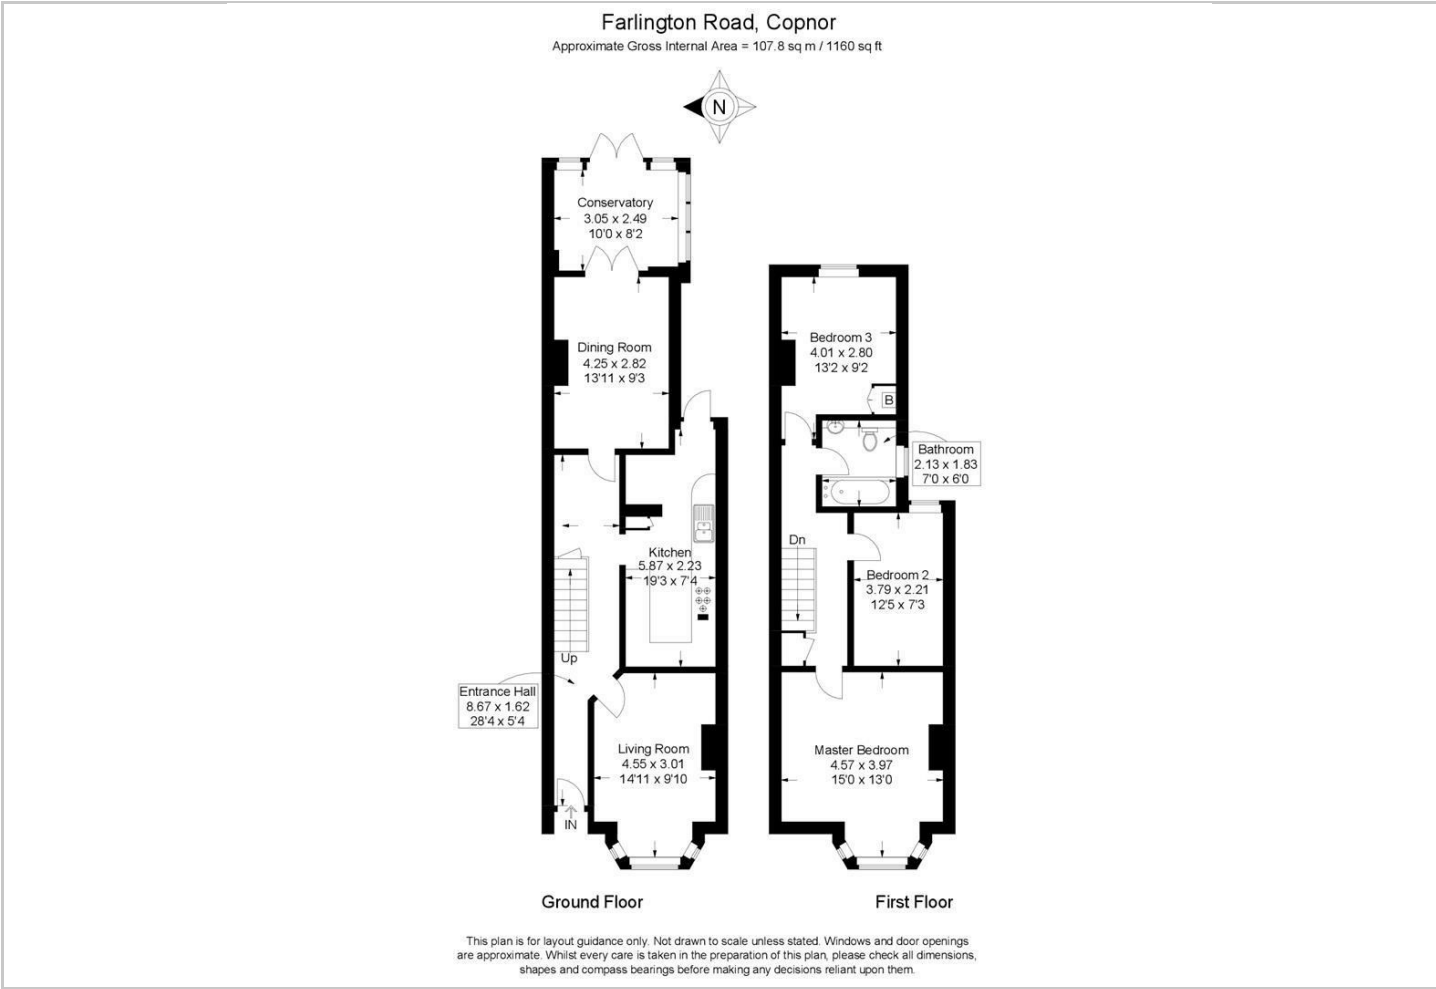 Farlington Road, Copnor
Approximate Gross Internal Area = 107.8 sq m / 1160 sq ft
N
Conservatory
3.05 x 2.49
10'0 x 8'2
Dining Room
4.25 x 2.82
13'11 x 9'3
Kitchen
5.87 x 2.23
19'3 x 7'4
Up
Entrance Hall
8.67 x 1.62
28'4 x 5'4
Living Room
4.55 x 3.01
14'11 x 9'10
IN
Ground Floor
Bedroom 3
4.01 x 2.80
13'2 x 9'2
B
Bathroom
2.13 x 1.83
7'0 x 6'0
Dn
Bedroom 2
3.79 x 2.21
12'5 x 7'3
Master Bedroom
4.57 x 3.97
15'0 x 13'0
First Floor
This plan is for layout guidance only. Not drawn to scale unless stated. Windows and door openings
are approximate. Whilst every care is taken in the preparation of this plan, please check all dimensions,
shapes and compass bearings before making any decisions reliant upon them.